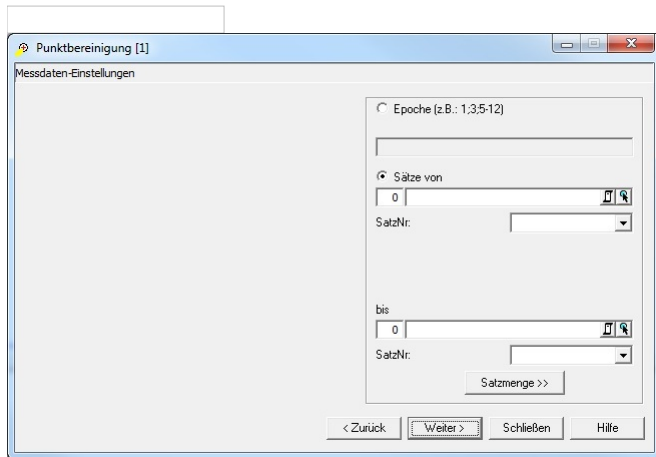 Punktbereinigung [1]
Messdaten-Einstellungen
Epoche (z.B.: 1;3;5-12)
Sätze von
0
SatzNr:
bis
0
SatzNr:
Satzmenge >>
< Zurück Weiter > Schließen Hilfe